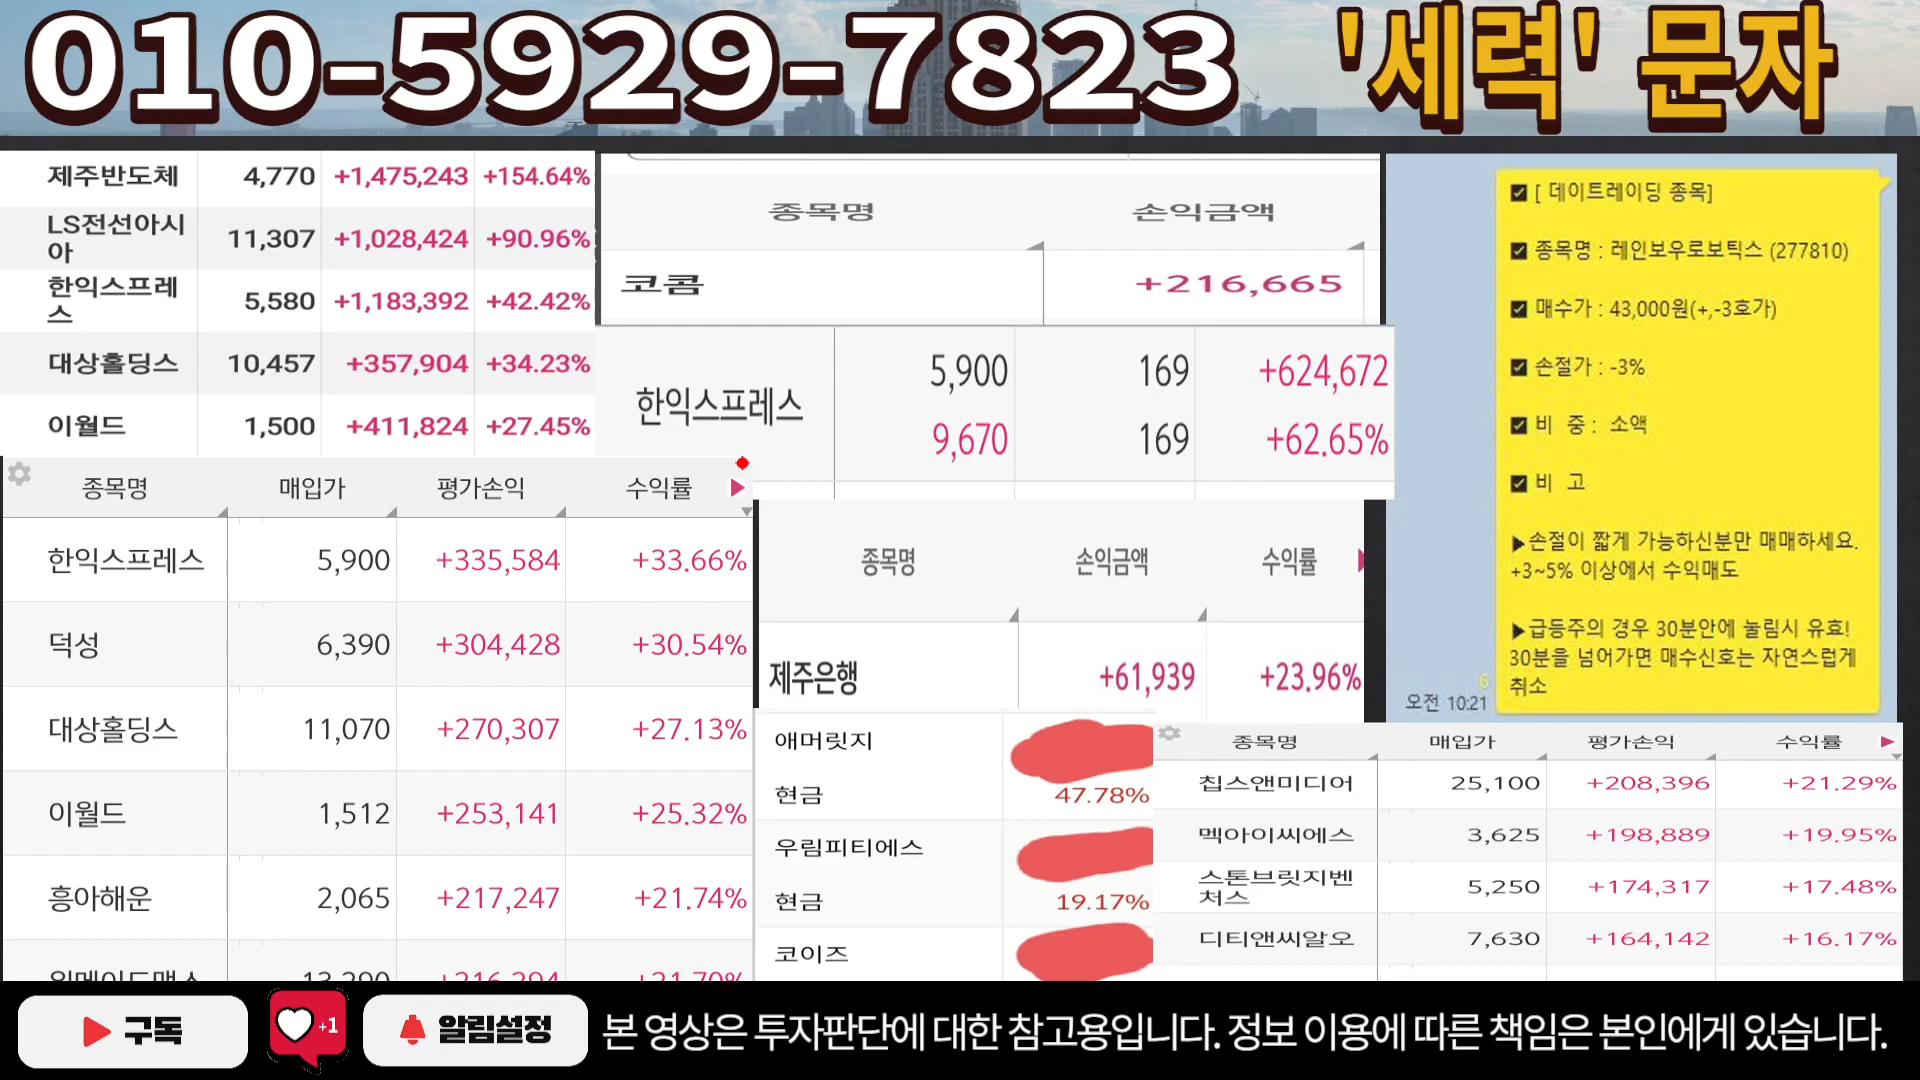 010-5929-7823 '세력' 문자
제주반도체 4,770 +1,475,243 +154.64%
LS전선아시아 11,307 +1,028,424 +90.96%
한익스프레스 5,580 +1,183,392 +42.42%
대상홀딩스 10,457 +357,904 +34.23%
이월드 1,500 +411,824 +27.45%
종목명 손익금액
코콤 +216,665
한익스프레스 5,900 169 +624,672
9,670 169 +62.65%
종목명 매입가 평가손익 수익률
한익스프레스 5,900 +335,584 +33.66%
덕성 6,390 +304,428 +30.54%
대상홀딩스 11,070 +270,307 +27.13%
이월드 1,512 +253,141 +25.32%
흥아해운 2,065 +217,247 +21.74%
종목명 손익금액 수익률
제주은행 +61,939 +23.96%
애머릿지
현금 47.78%
우림피티에스
현금 19.17%
코이즈
[ 데이트레이딩 종목]
종목명 : 레인보우로보틱스 (277810)
매수가 : 43,000원(+,-3호가)
손절가 : -3%
비 중 : 소액
비 고
▶손절이 짧게 가능하신분만 매매하세요.
+3~5% 이상에서 수익매도
▶급등주의 경우 30분안에 눌림시 유효!
30분을 넘어가면 매수신호는 자연스럽게
취소
6
오전 10:21
종목명 매입가 평가손익 수익률
칩스앤미디어 25,100 +208,396 +21.29%
멕아이씨에스 3,625 +198,889 +19.95%
스톤브릿지벤처스 5,250 +174,317 +17.48%
디티앤씨알오 7,630 +164,142 +16.17%
구독 +1 알림설정 본 영상은 투자판단에 대한 참고용입니다. 정보 이용에 따른 책임은 본인에게 있습니다.